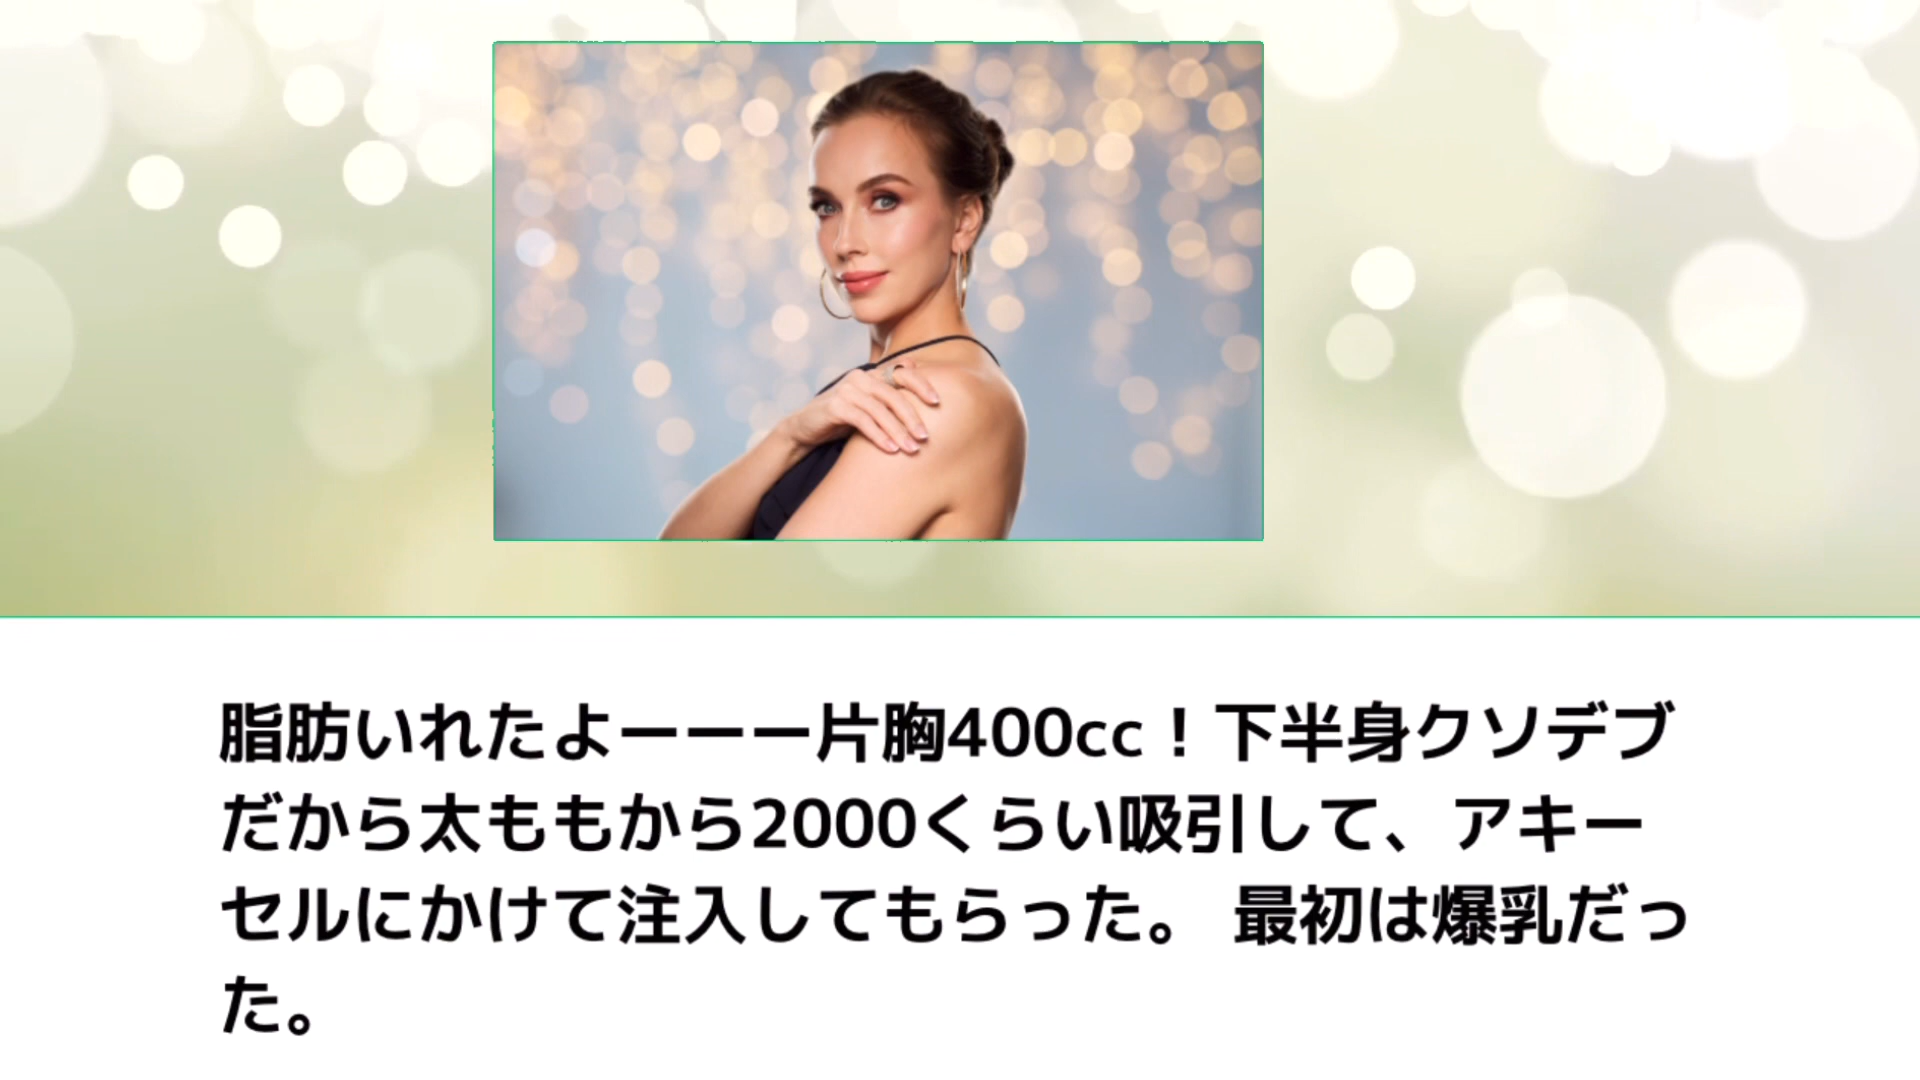 脂肪いれたよーーー片胸400cc！下半身クソデブ
だから太ももから2000くらい吸引して、アキー
セルにかけて注入してもらった。 最初は爆乳だっ
た。